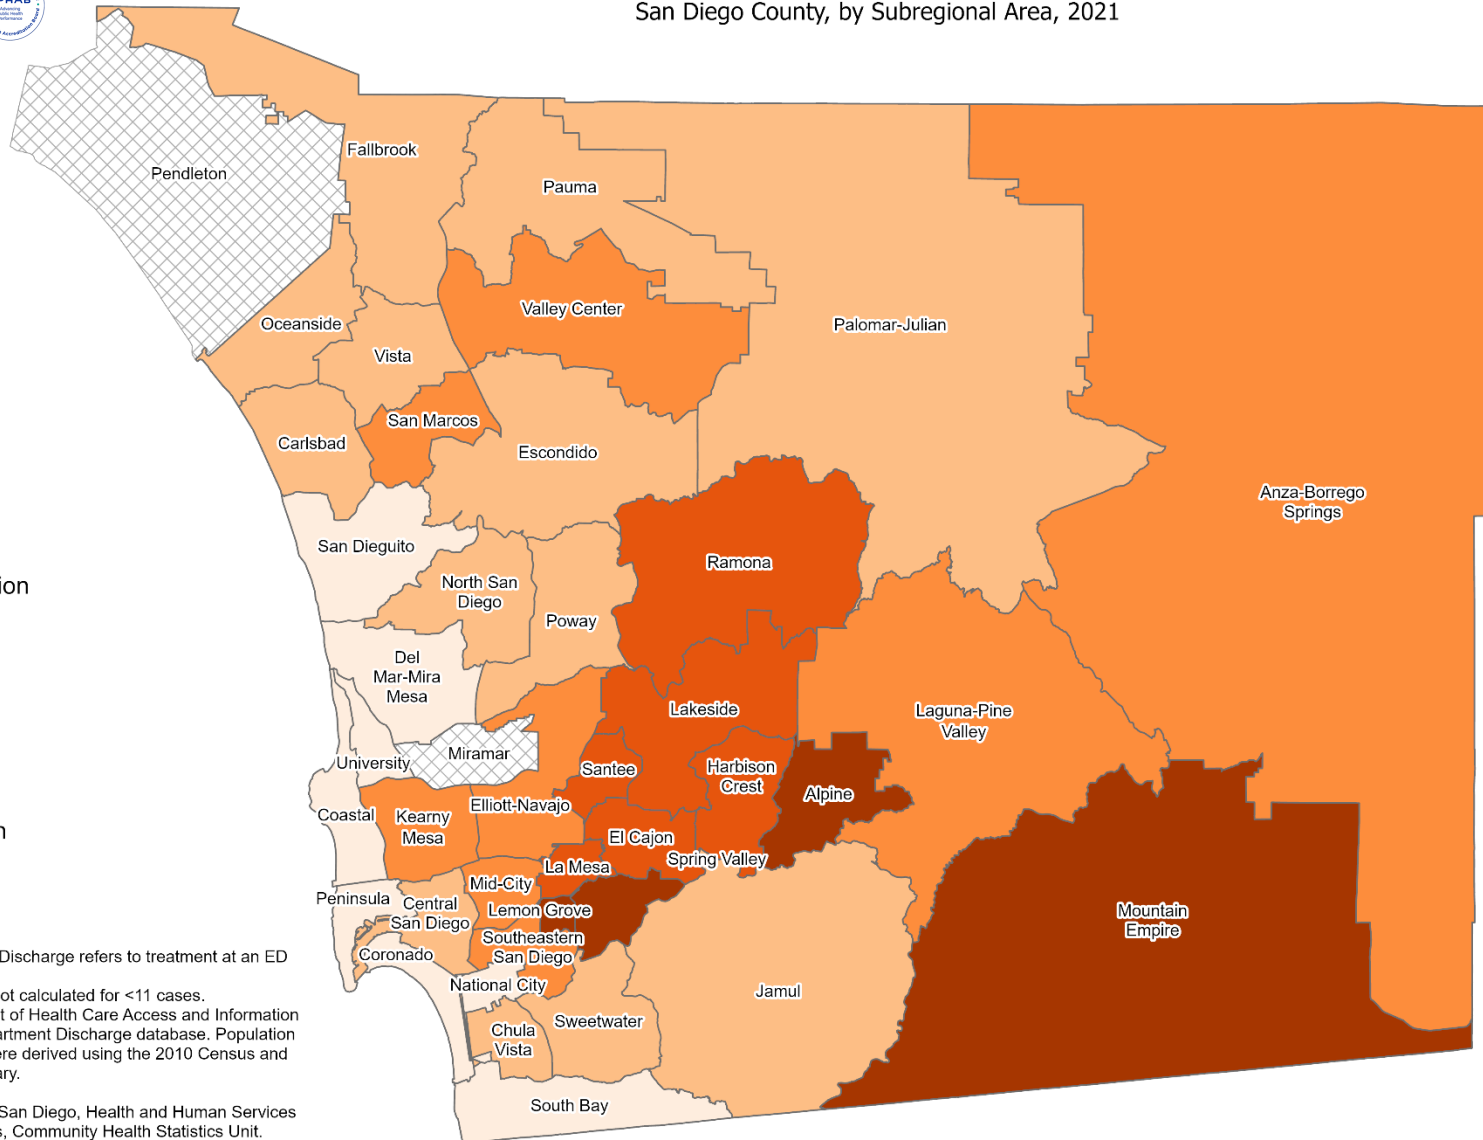 San Diego County, by Subregional Area, 2021
Advancing
Public Health
Performance
Pendleton
Fallbrook
Pauma
Valley Center
Oceanside
Palomar-Julian
Vista
San Marcos
Carlsbad
Escondido
Anza-Borrego
Springs
San Dieguito
Ramona
North San
Diego
Poway
Del
Mar-Mira
Mesa
Lakeside
Laguna-Pine
Valley
Miramar
University
Santee
Harbison
Crest
Alpine
Elliott-Navajo
Coastal
Kearny
Mesa
El Cajon
Spring Valley
La Mesa
Mid-City
Peninsula
Central
San Diego
Lemon Grove
Mountain
Empire
Southeastern
San Diego
Coronado
National City
Jamul
Sweetwater
Chula
Vista
South Bay
ion
n
Discharge refers to treatment at an ED
ot calculated for <11 cases.
t of Health Care Access and Information
artment Discharge database. Population
ere derived using the 2010 Census and
ary.
San Diego, Health and Human Services
s, Community Health Statistics Unit.